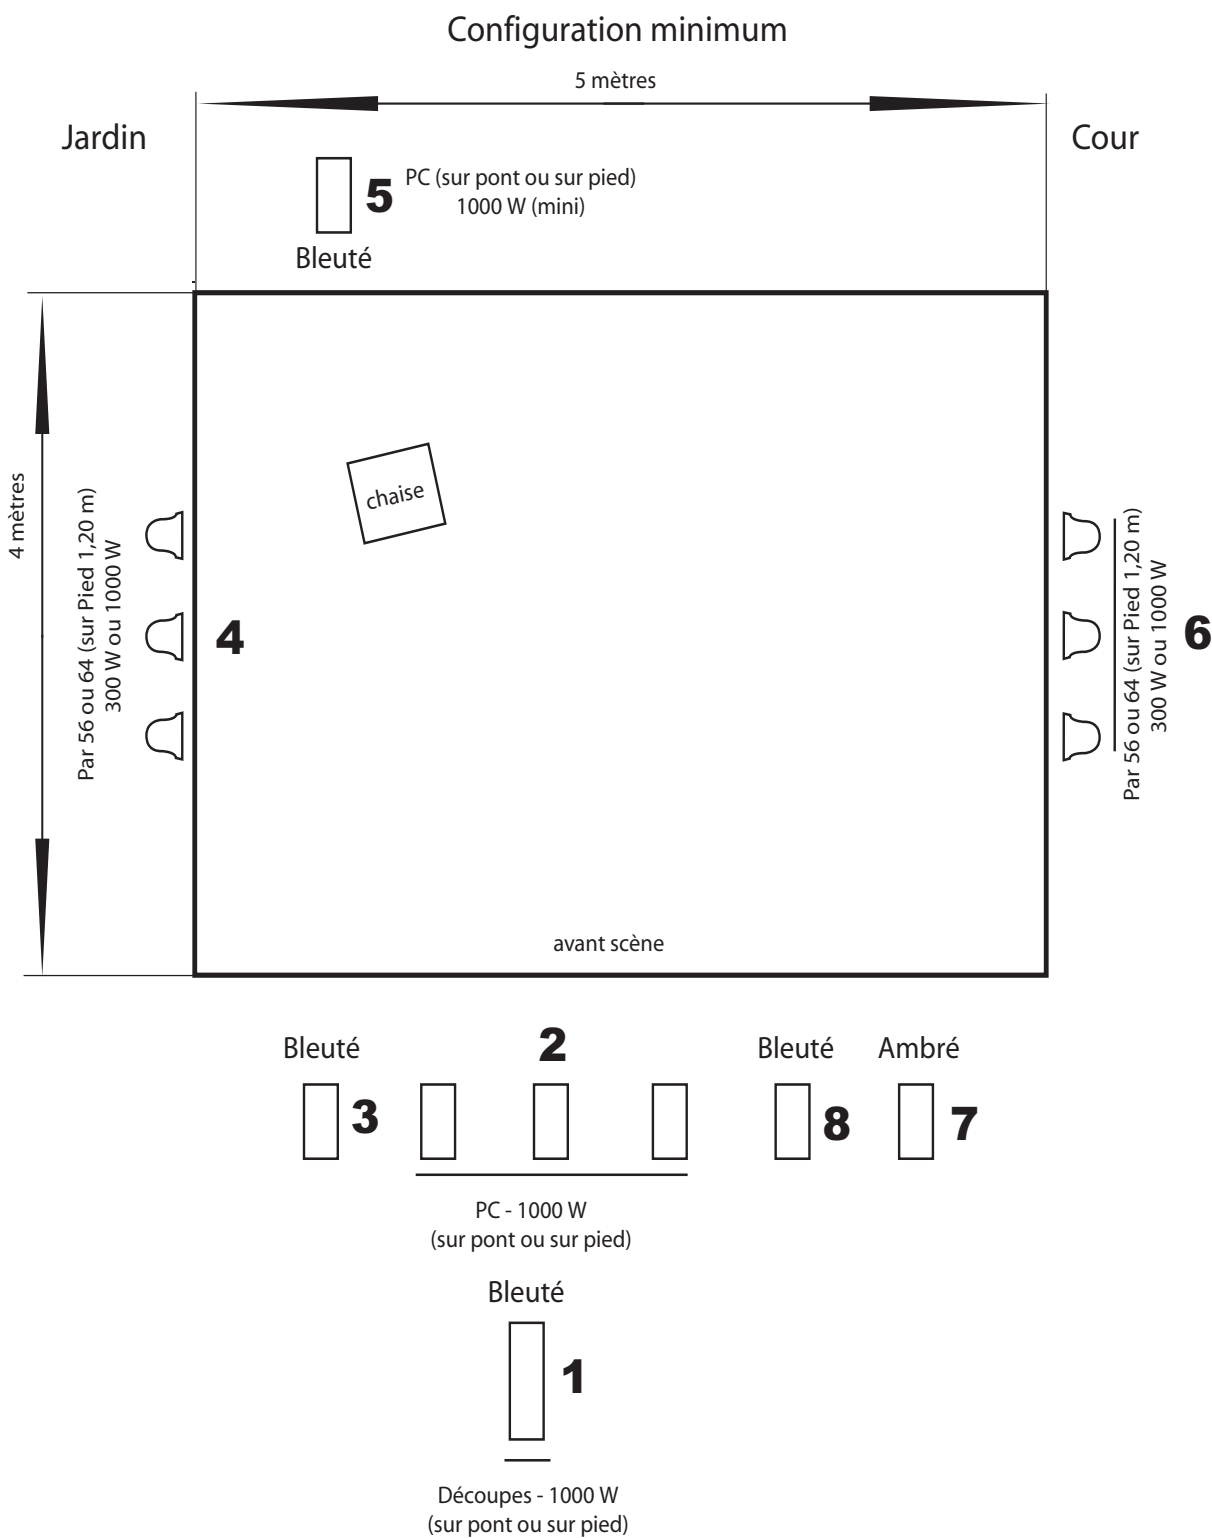 Configuration minimum
5 mètres
Jardin
Cour
5
PC (sur pont ou sur pied)
1000 W (mini)
Bleuté
4 mètres
Par 56 ou 64 (sur Pied 1,20 m)
300 W ou 1000 W
4
chaise
Par 56 ou 64 (sur Pied 1,20 m)
300 W ou 1000 W
6
avant scène
Bleuté
2
Bleuté
Ambré
3
8
7
PC - 1000 W
(sur pont ou sur pied)
Bleuté
1
Découpes - 1000 W
(sur pont ou sur pied)